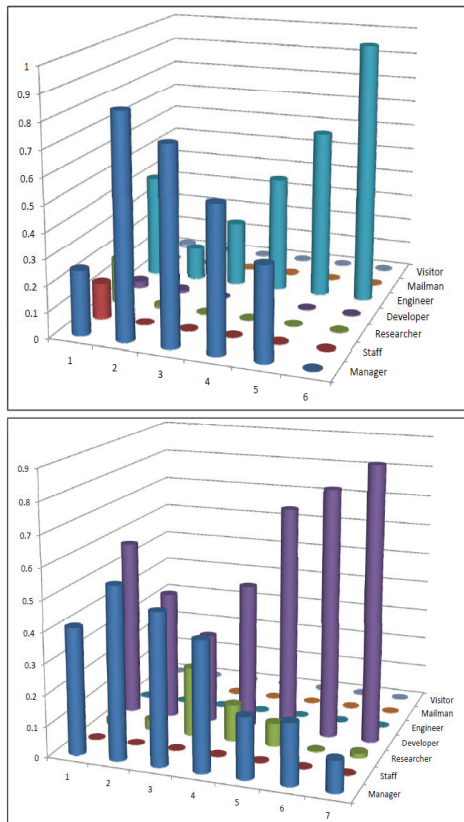 1
0.9
0.8
0.7
0.6
0.5
0.4
0.3
0.2
0.1
0
1
2
3
4
5
6
Visitor
Mailman
Engineer
Developer
Researcher
Staff
Manager
0.9
0.8
0.7
0.6
0.5
0.4
0.3
0.2
0.1
0
1
2
3
4
5
6
7
Visitor
Mailman
Engineer
Developer
Researcher
Staff
Manager